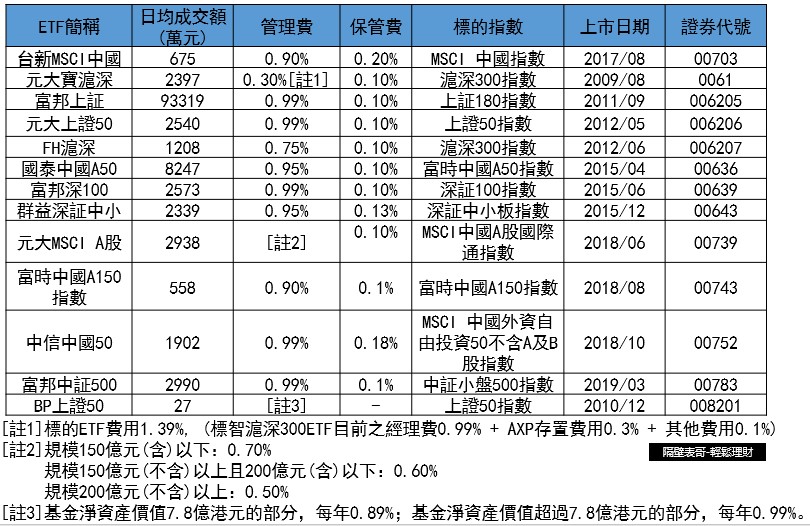 ETF簡稱 日均成交額 管理費 保管費 標的指數 上市日期 證券代號
(萬元)
台新MSCI中國 675 0.90% 0.20% MSCI 中國指數 2017/08 00703
元大寶滬深 2397 0.30%[註1] 0.10% 滬深300指數 2009/08 0061
富邦上証 93319 0.99% 0.10% 上証180指數 2011/09 006205
元大上證50 2540 0.99% 0.10% 上證50指數 2012/05 006206
FH滬深 1208 0.75% 0.10% 滬深300指數 2012/06 006207
國泰中國A50 8247 0.95% 0.10% 富時中國A50指數 2015/04 00636
富邦深100 2573 0.99% 0.10% 深証100指數 2015/06 00639
群益深証中小 2339 0.95% 0.13% 深証中小板指數 2015/12 00643
元大MSCI A股 2938 [註2] 0.10% MSCI中國A股國際 2018/06 00739
通指數
富時中國A150 558 0.90% 0.1% 富時中國A150指數 2018/08 00743
指數
MSCI 中國外資自
中信中國50 1902 0.99% 0.18% 由投資50不含A及B 2018/10 00752
股指數
富邦中証500 2990 0.99% 0.1% 中証小盤500指數 2019/03 00783
BP上證50 27 [註3] - 上證50指數 2010/12 008201
[註1]標的ETF費用1.39%, (標智滬深300ETF目前之經理費0.99% + AXP存置費用0.3% + 其他費用0.1%)
[註2]規模150億元(含)以下: 0.70%
隔壁表哥-輕鬆理財
規模150億元(不含)以上且200億元(含)以下: 0.60%
規模200億元(不含)以上: 0.50%
[註3]基金淨資產價值7.8億港元的部分, 每年0.89%; 基金淨資產價值超過7.8億港元的部分, 每年0.99%。